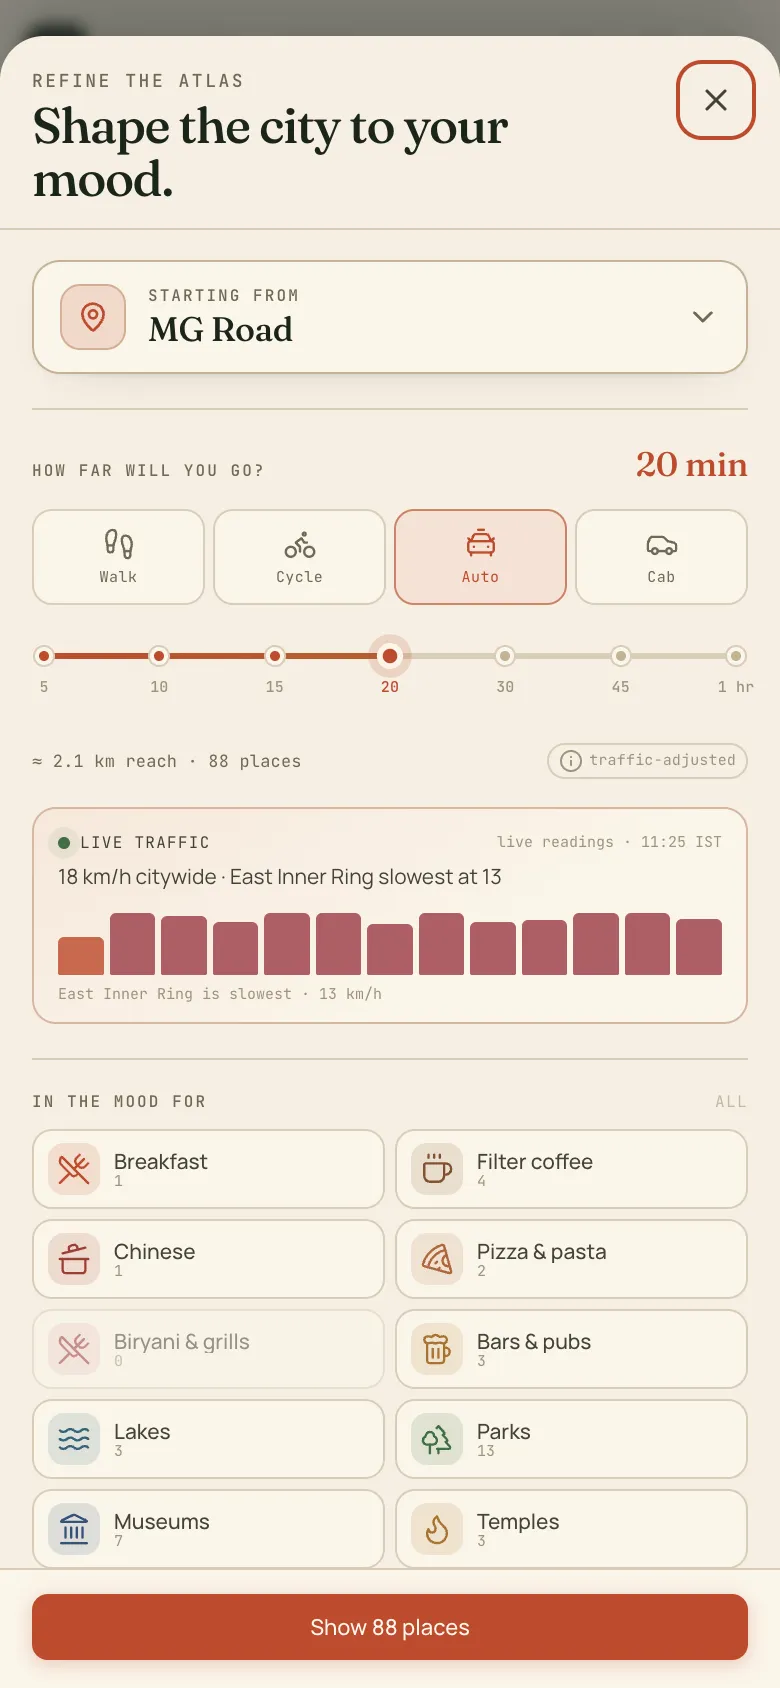 REFINE THE ATLAS
Shape the city to your
mood.
STARTING FROM
MG Road
HOW FAR WILL YOU GO?
20 min
Walk
Cycle
Auto
Cab
5 10 15 20 30 45 1 hr
≈ 2.1 km reach · 88 places
traffic-adjusted
LIVE TRAFFIC
live readings · 11:25 IST
18 km/h citywide · East Inner Ring slowest at 13
East Inner Ring is slowest · 13 km/h
IN THE MOOD FOR
ALL
Breakfast
1
Filter coffee
4
Chinese
1
Pizza & pasta
2
Biryani & grills
0
Bars & pubs
3
Lakes
3
Parks
13
Museums
7
Temples
3
Show 88 places